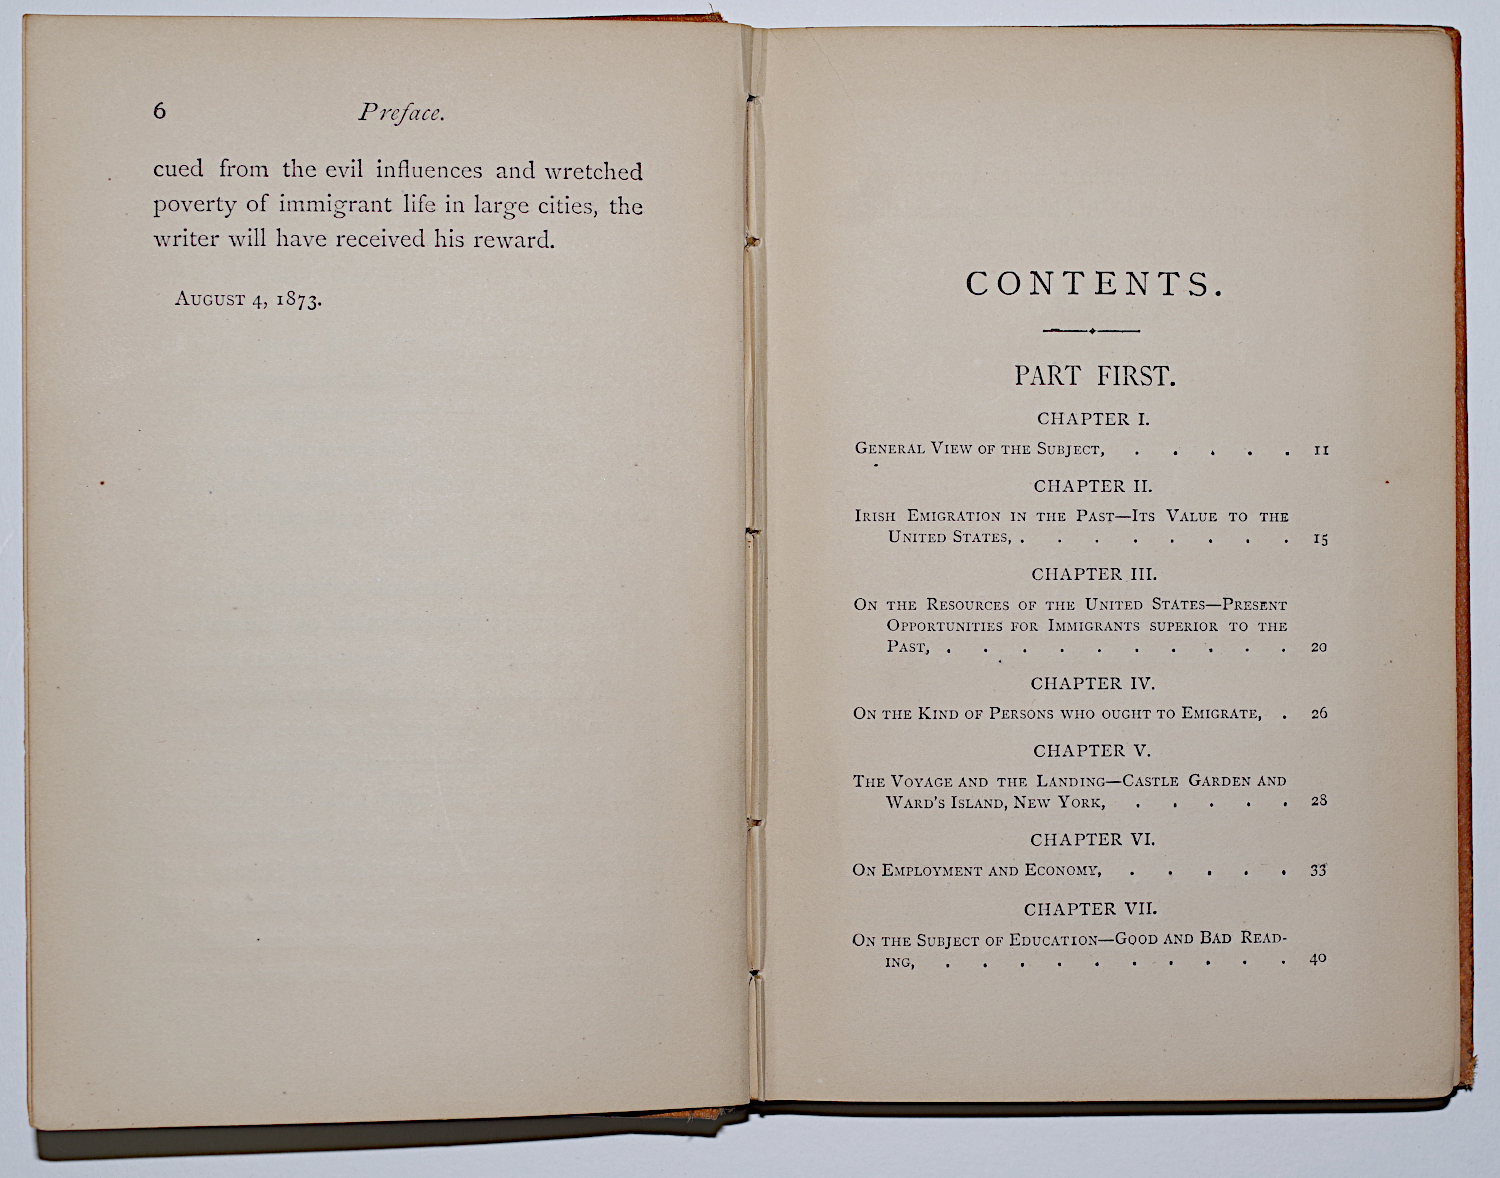 6 Preface.
cued from the evil influences and wretched
poverty of immigrant life in large cities, the
writer will have received his reward.
August 4, 1873.
CONTENTS.
PART FIRST.
CHAPTER I.
General View of the Subject, . . . . . 11
CHAPTER II.
Irish Emigration in the Past—Its Value to the
United States, . . . . . . . . 15
CHAPTER III.
On the Resources of the United States—Present
Opportunities for Immigrants superior to the
Past, . . . . . . . . . . 20
CHAPTER IV.
On the Kind of Persons who ought to Emigrate, . 26
CHAPTER V.
The Voyage and the Landing—Castle Garden and
Ward's Island, New York, . . . . . 28
CHAPTER VI.
On Employment and Economy, . . . . . 33
CHAPTER VII.
On the Subject of Education—Good and Bad Read-
ing, . . . . . . . . . . 40